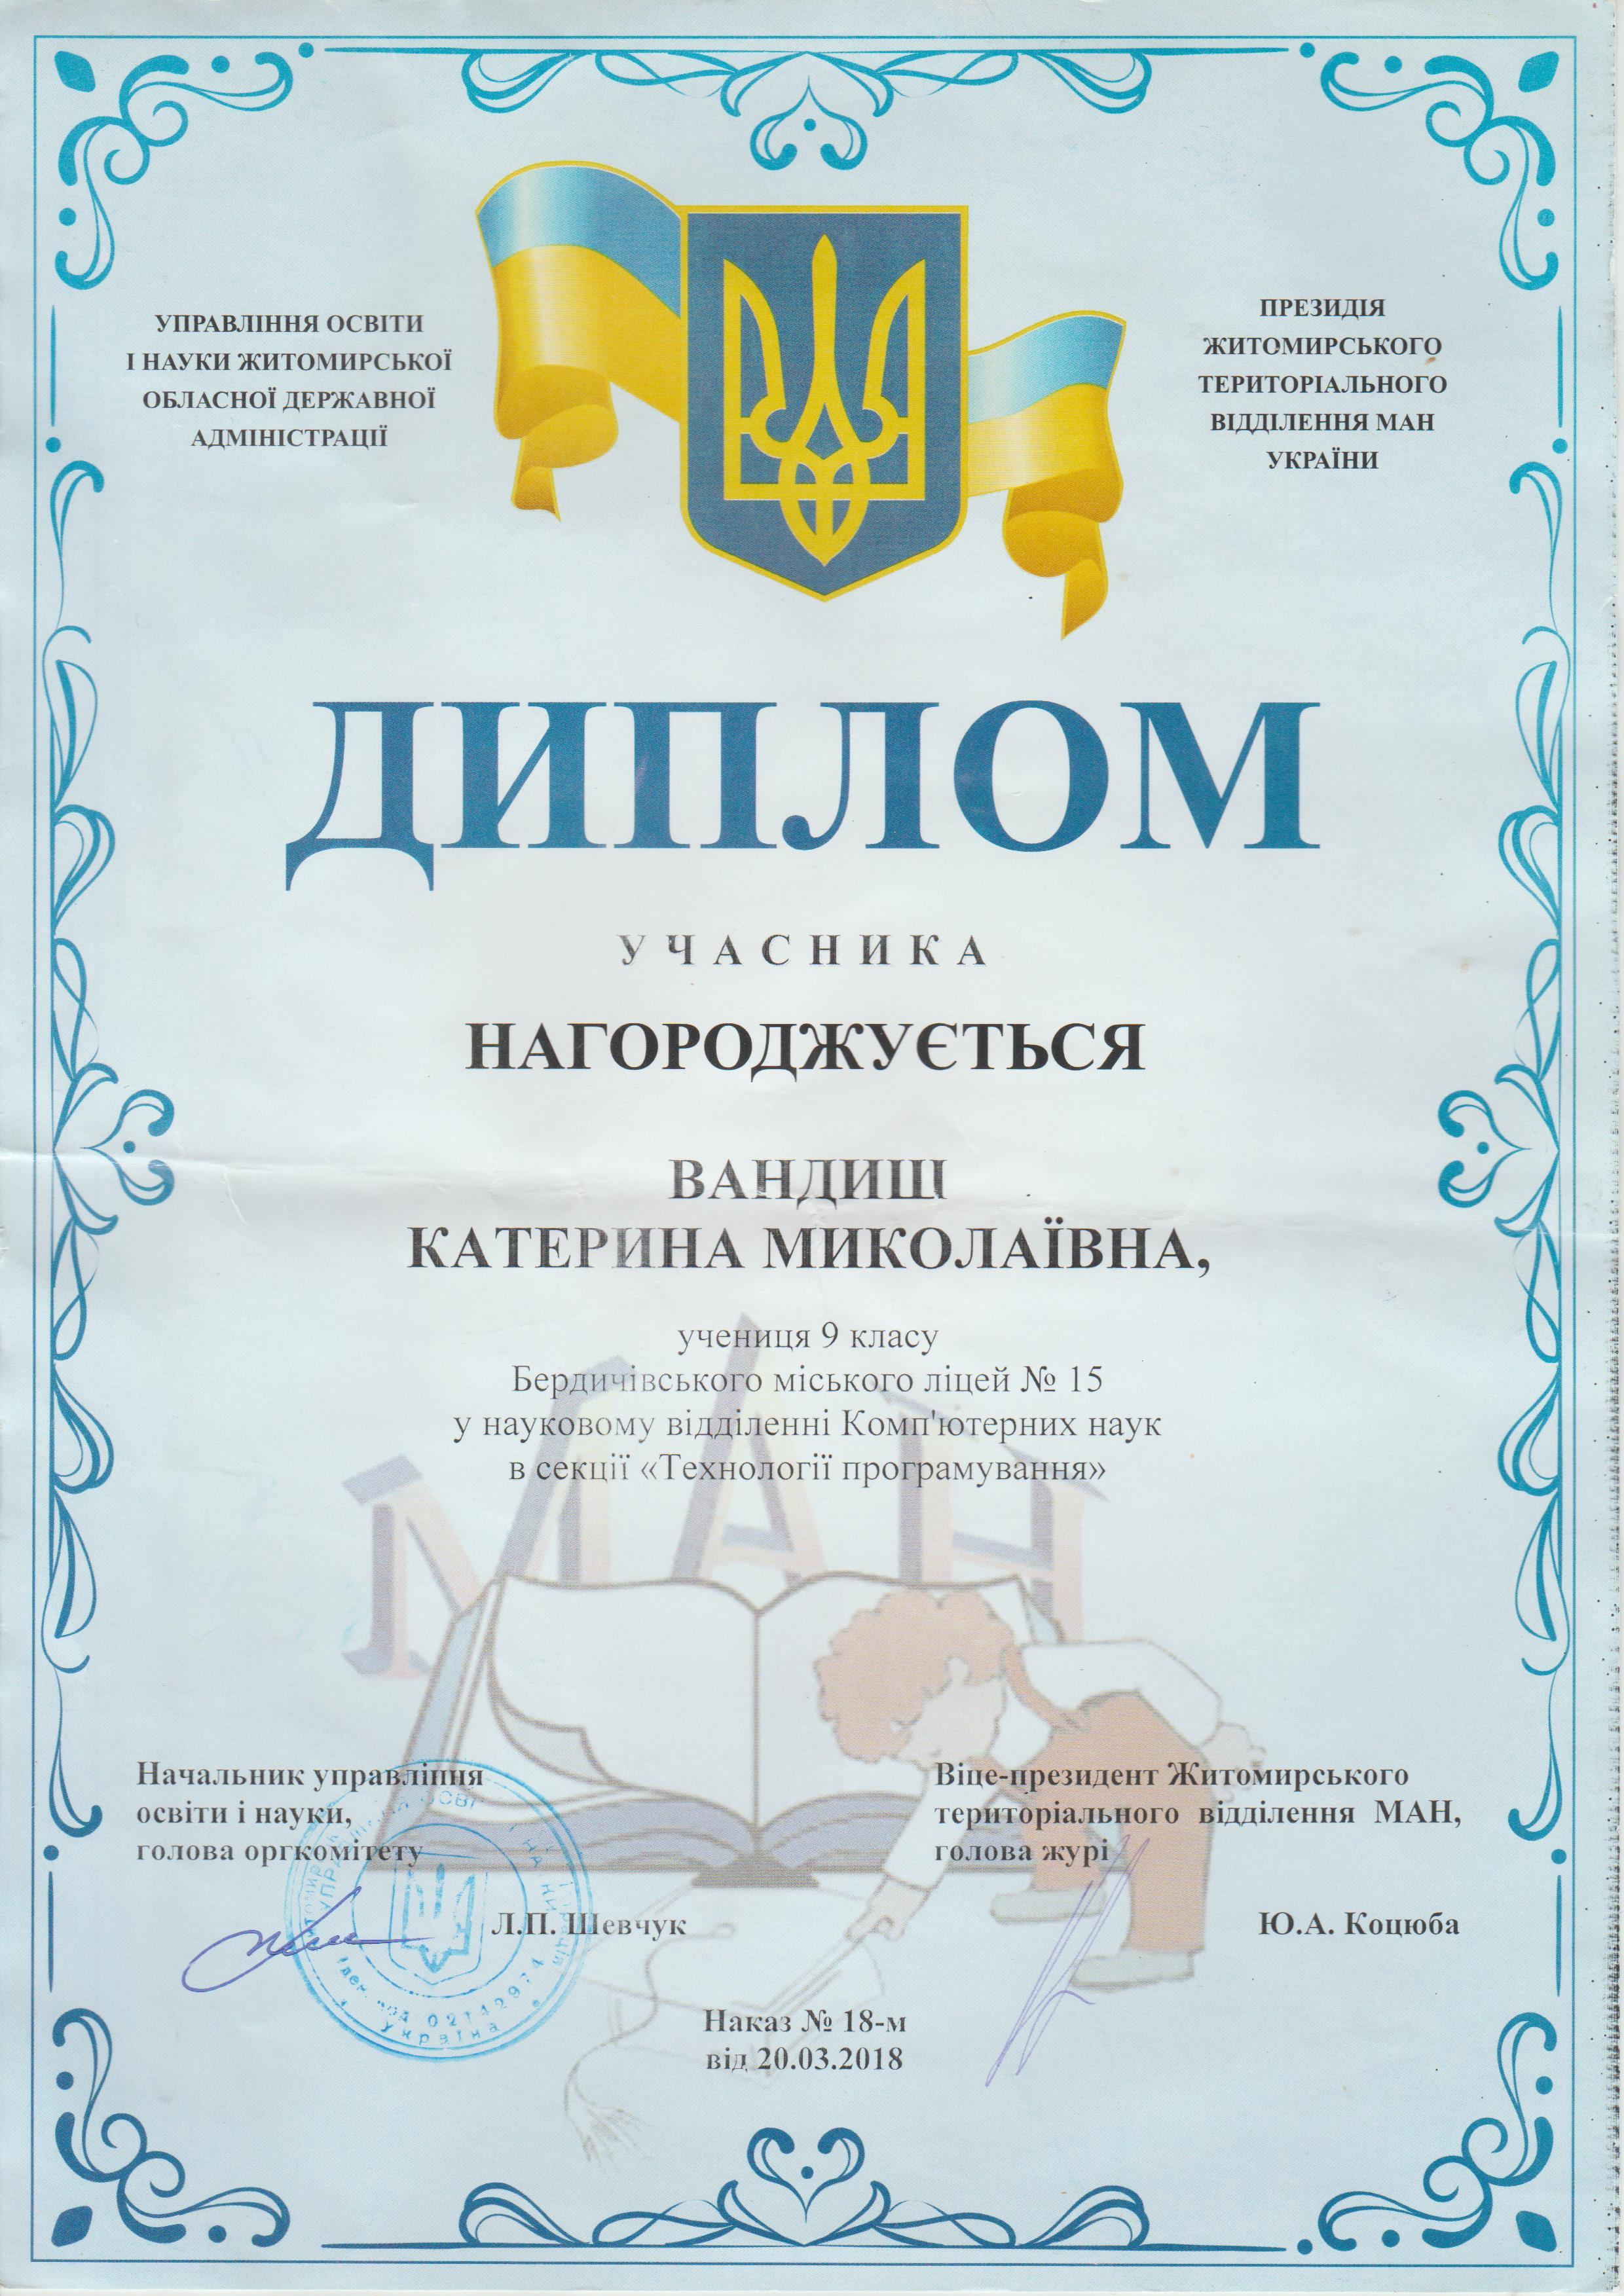 УПРАВЛІННЯ ОСВІТИ
І НАУКИ ЖИТОМИРСЬКОЇ
ОБЛАСНОЇ ДЕРЖАВНОЇ
АДМІНІСТРАЦІЇ
ПРЕЗИДІЯ
ЖИТОМИРСЬКОГО
ТЕРИТОРІАЛЬНОГО
ВІДДІЛЕННЯ МАН
УКРАЇНИ
ДИПЛОМ
УЧАСНИКА
НАГОРОДЖУЄТЬСЯ
ВАНДИШ
КАТЕРИНА МИКОЛАЇВНА,
учениця 9 класу
Бердичівського міського ліцей № 15
у науковому відділенні Комп'ютерних наук
в секції «Технології програмування»
МАН
Начальник управління
освіти і науки,
голова оргкомітету
Л.П. Шевчук
Віце-президент Житомирського
територіального відділення МАН,
голова журі
Ю.А. Коцюба
02142974
Україна
Наказ № 18-м
від 20.03.2018